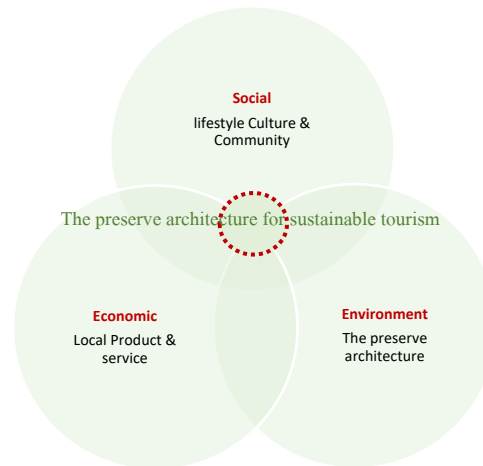 Social
lifestyle Culture &
Community
The preserve architecture for sustainable tourism
Economic
Local Product &
service
Environment
The preserve
architecture